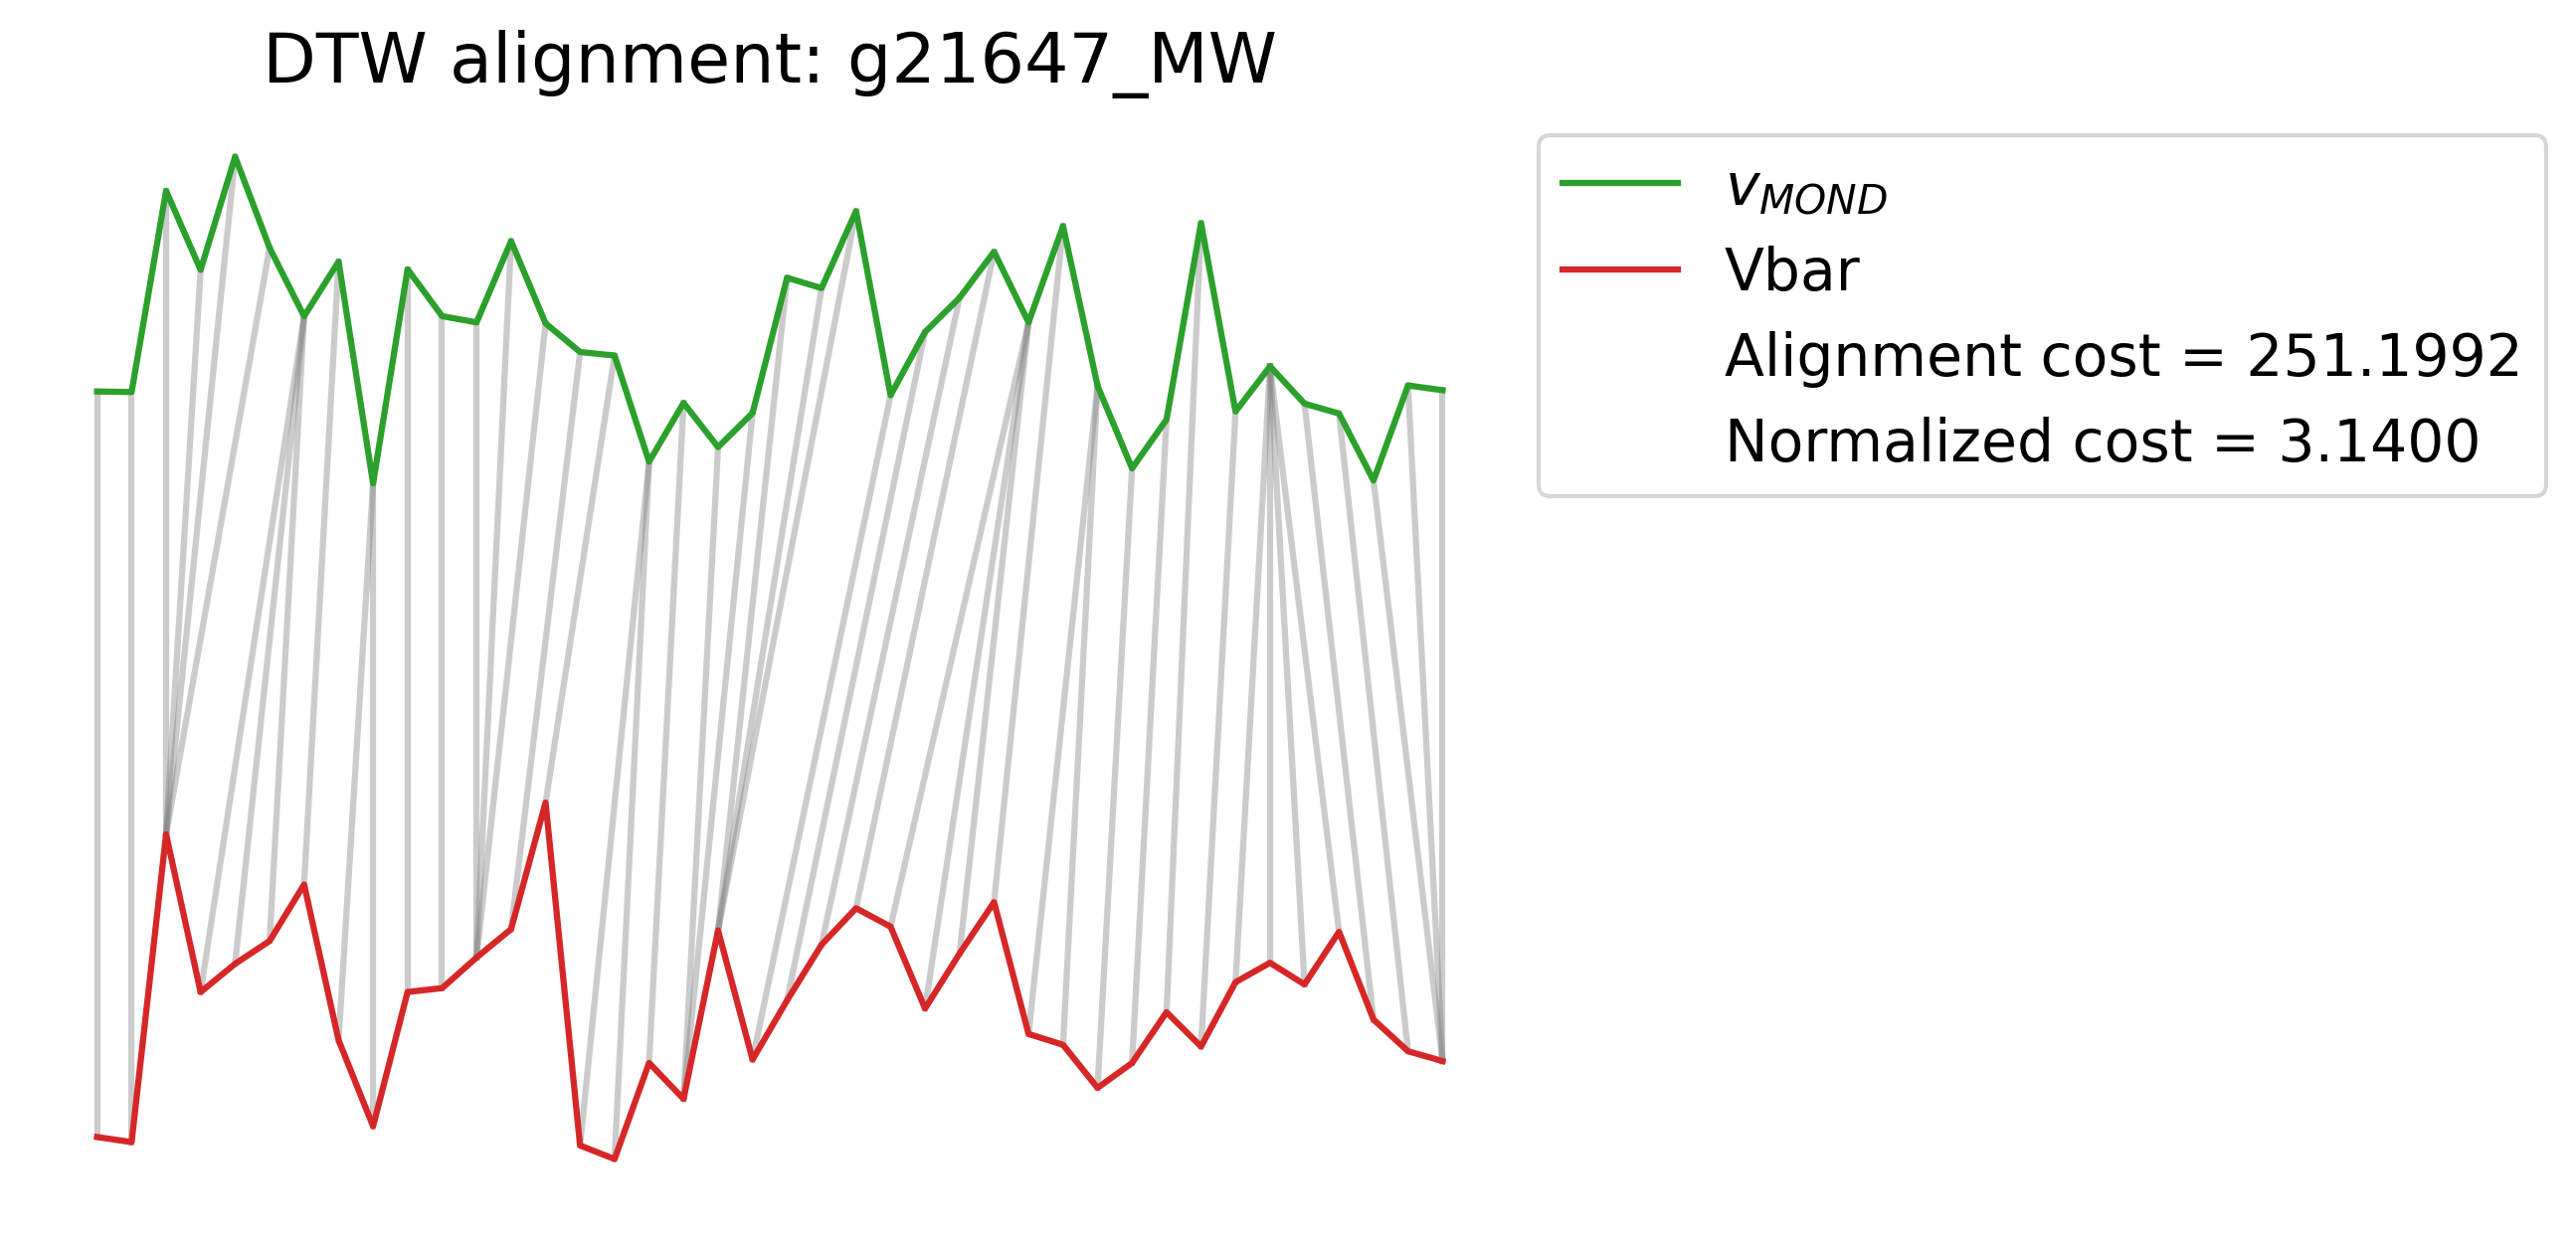 DTW alignment: g21647_MW
v_MOND
Vbar
Alignment cost = 251.1992
Normalized cost = 3.1400